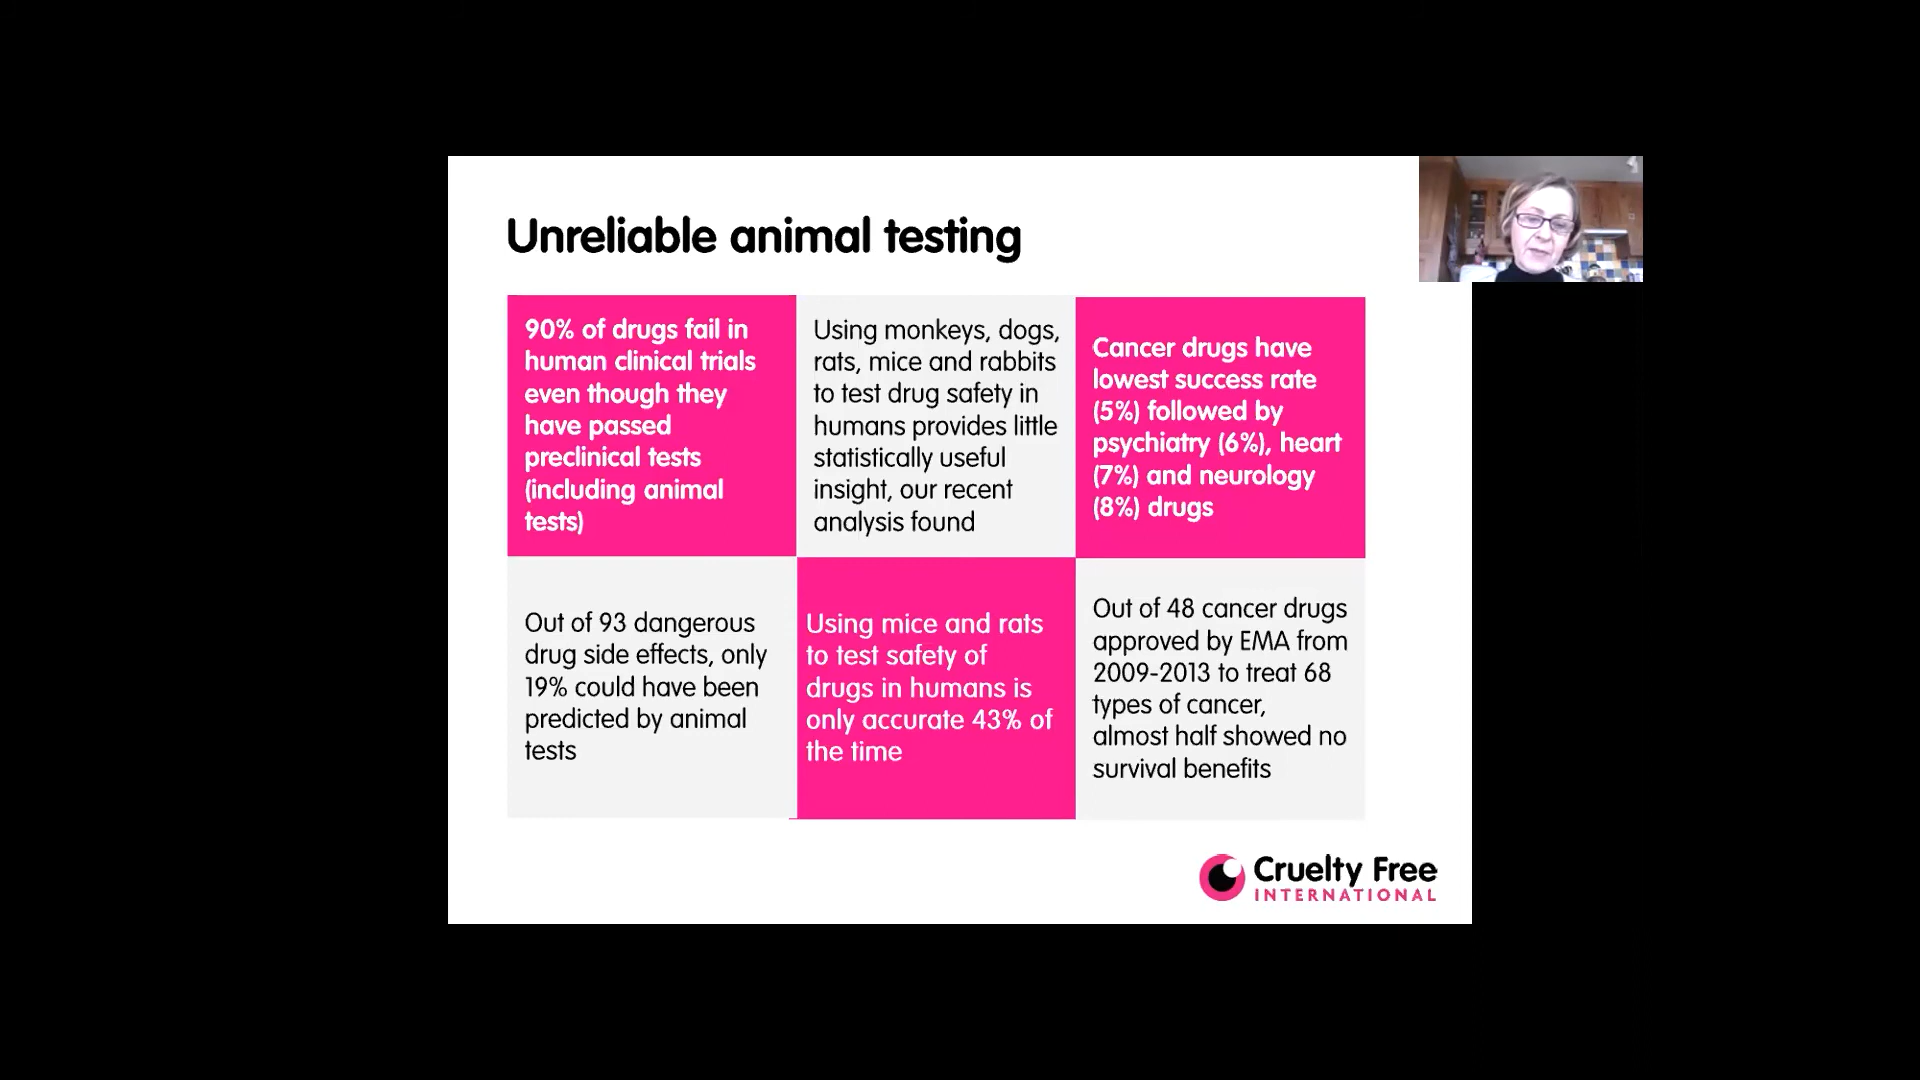 Unreliable animal testing
90% of drugs fail in
human clinical trials
even though they
have passed
preclinical tests
(including animal
tests)
Using monkeys, dogs,
rats, mice and rabbits
to test drug safety in
humans provides little
statistically useful
insight, our recent
analysis found
Cancer drugs have
lowest success rate
(5%) followed by
psychiatry (6%), heart
(7%) and neurology
(8%) drugs
Out of 93 dangerous
drug side effects, only
19% could have been
predicted by animal
tests
Using mice and rats
to test safety of
drugs in humans is
only accurate 43% of
the time
Out of 48 cancer drugs
approved by EMA from
2009-2013 to treat 68
types of cancer,
almost half showed no
survival benefits
Cruelty Free
INTERNATIONAL